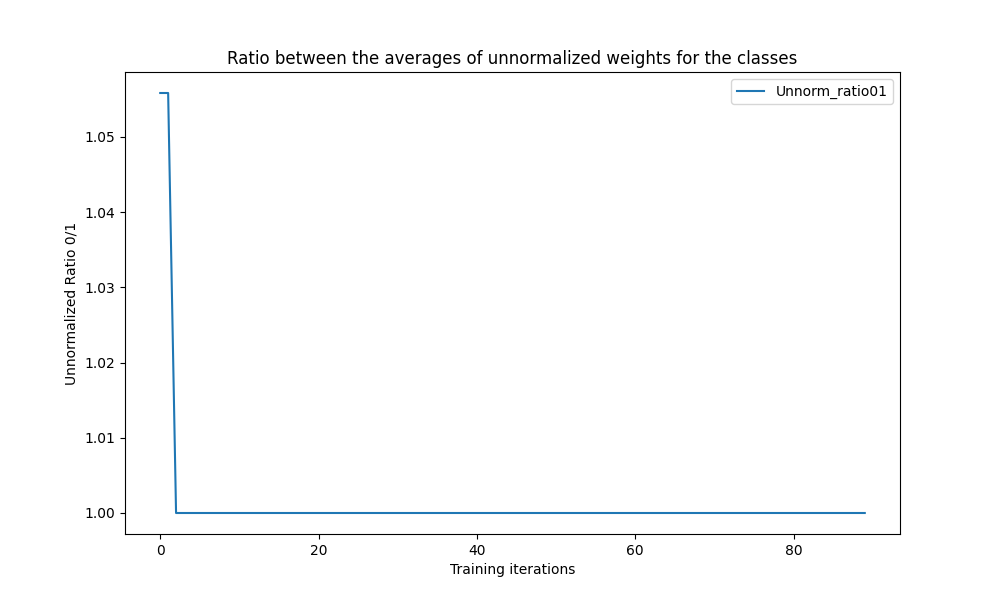 Ratio between the averages of unnormalized weights for the classes
Unnorm_ratio01
Unnormalized Ratio 0/1
1.05
1.04
1.03
1.02
1.01
1.00
0 20 40 60 80
Training iterations